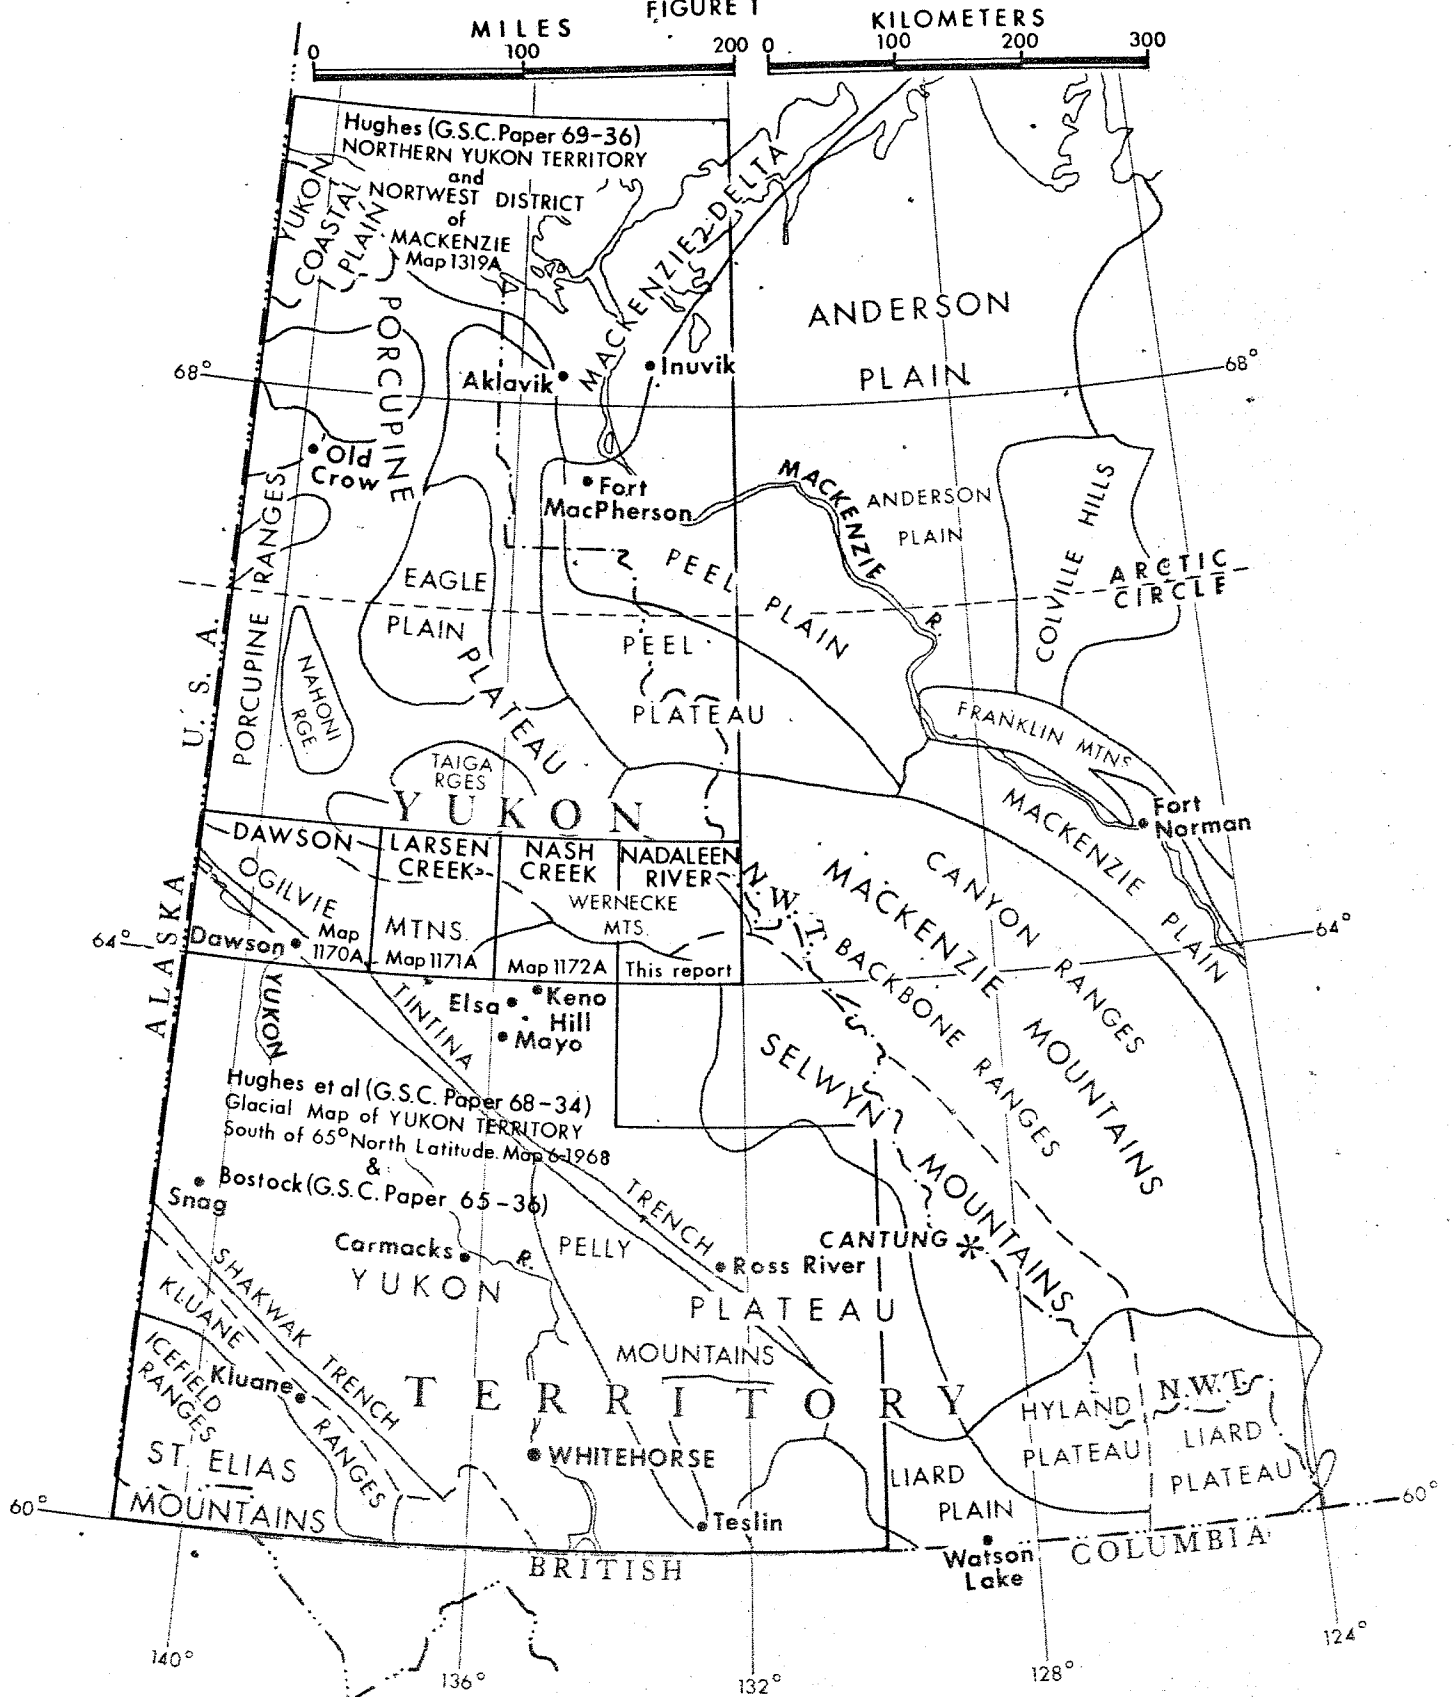 FIGURE 1
MILES
KILOMETERS
0 100 200
0 100 200 300
Hughes (G.S.C. Paper 69-36)
NORTHERN YUKON TERRITORY
and
NORTWEST DISTRICT
of
MACKENZIE
Map 1319A
YUKON
COASTAL
PLAIN
MACKENZIE DELTA
PORCUPINE
ANDERSON
PLAIN
68°
68°
Aklavik
Inuvik
Old
Crow
Fort
MacPherson
MACKENZIE
R.
ANDERSON
PLAIN
COLVILLE HILLS
ARCTIC
CIRCLE
PORCUPINE RANGES
EAGLE
PLAIN
PLATEAU
PEEL
PLAIN
PEEL
PLATEAU
U. S. A.
NAHONI
RGE
TAIGA
RGES
FRANKLIN MTNS
Fort
Norman
MACKENZIE PLAIN
YUKON
DAWSON
LARSEN
CREEK
NASH
CREEK
NADALEEN
RIVER
OGILVIE
MTNS.
WERNECKE
MTS.
Map
1170A
Map 1171A
Map 1172A
This report
N.W.T.
CANYON RANGES
MACKENZIE MOUNTAINS
BACKBONE RANGES
64°
64°
ALASKA
Dawson
YUKON
TINTINA
TRENCH
Elsa
Keno
Hill
Mayo
SELWYN
MOUNTAINS
Hughes et al (G.S.C. Paper 68-34)
Glacial Map of YUKON TERRITORY
South of 65° North Latitude. Map 6-1968
&
Bostock (G.S.C. Paper 65-36)
Snag
Carmacks
R.
YUKON
PELLY
PLATEAU
Ross River
CANTUNG
SHAKWAK TRENCH
KLUANE
RANGES
ICEFIELD
RANGES
Kluane
MOUNTAINS
TERRITORY
HYLAND
PLATEAU
N.W.T.
LIARD
PLATEAU
ST. ELIAS
MOUNTAINS
WHITEHORSE
LIARD
PLAIN
Teslin
60°
60°
BRITISH
COLUMBIA
Watson
Lake
140°
136°
132°
128°
124°